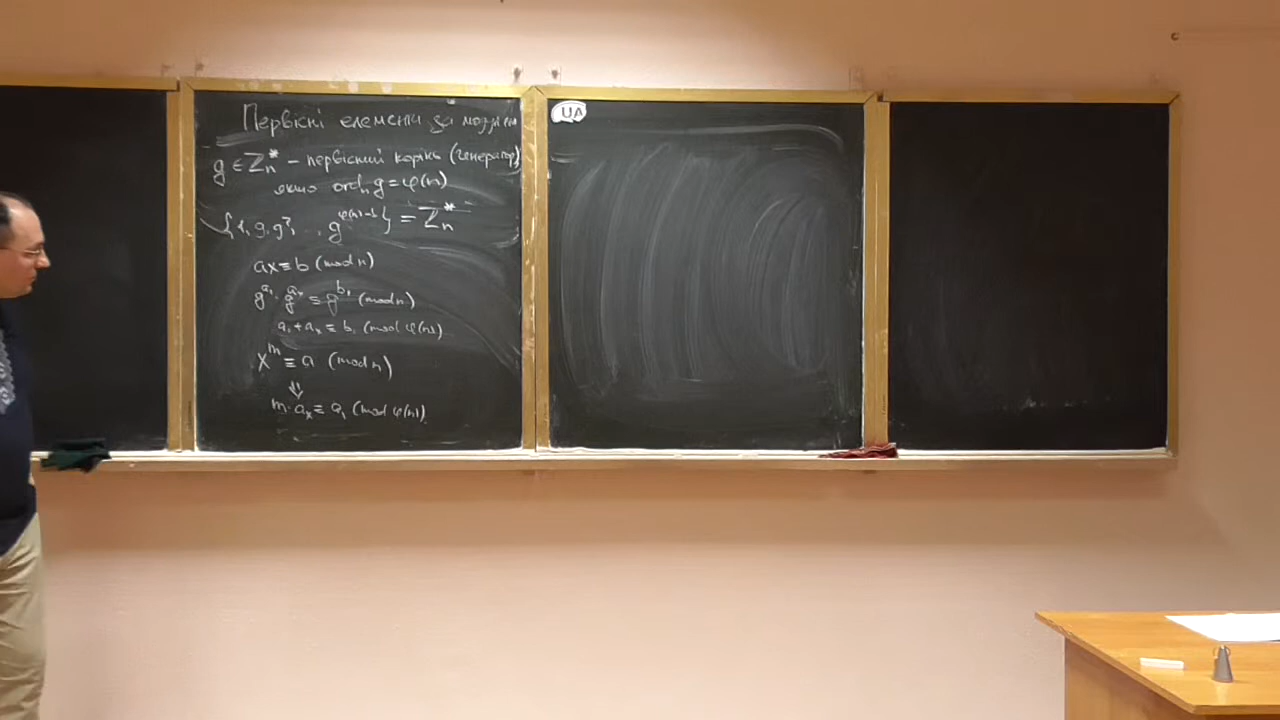 Первісні елементи за модулем
g ∈ Z*ₙ – первісний корінь (генератор)
якщо ordₙ g = φ(n)
{1, g, g², ..., g^{φ(n)-1}} = Z*ₙ
ax ≡ b (mod n)
g^{a₁} · g^{aₓ} ≡ g^{b₁} (mod n)
a₁ + aₓ ≡ b₁ (mod φ(n))
x^m ≡ a (mod n)
⇓
m · aₓ ≡ a₁ (mod φ(n))
UA